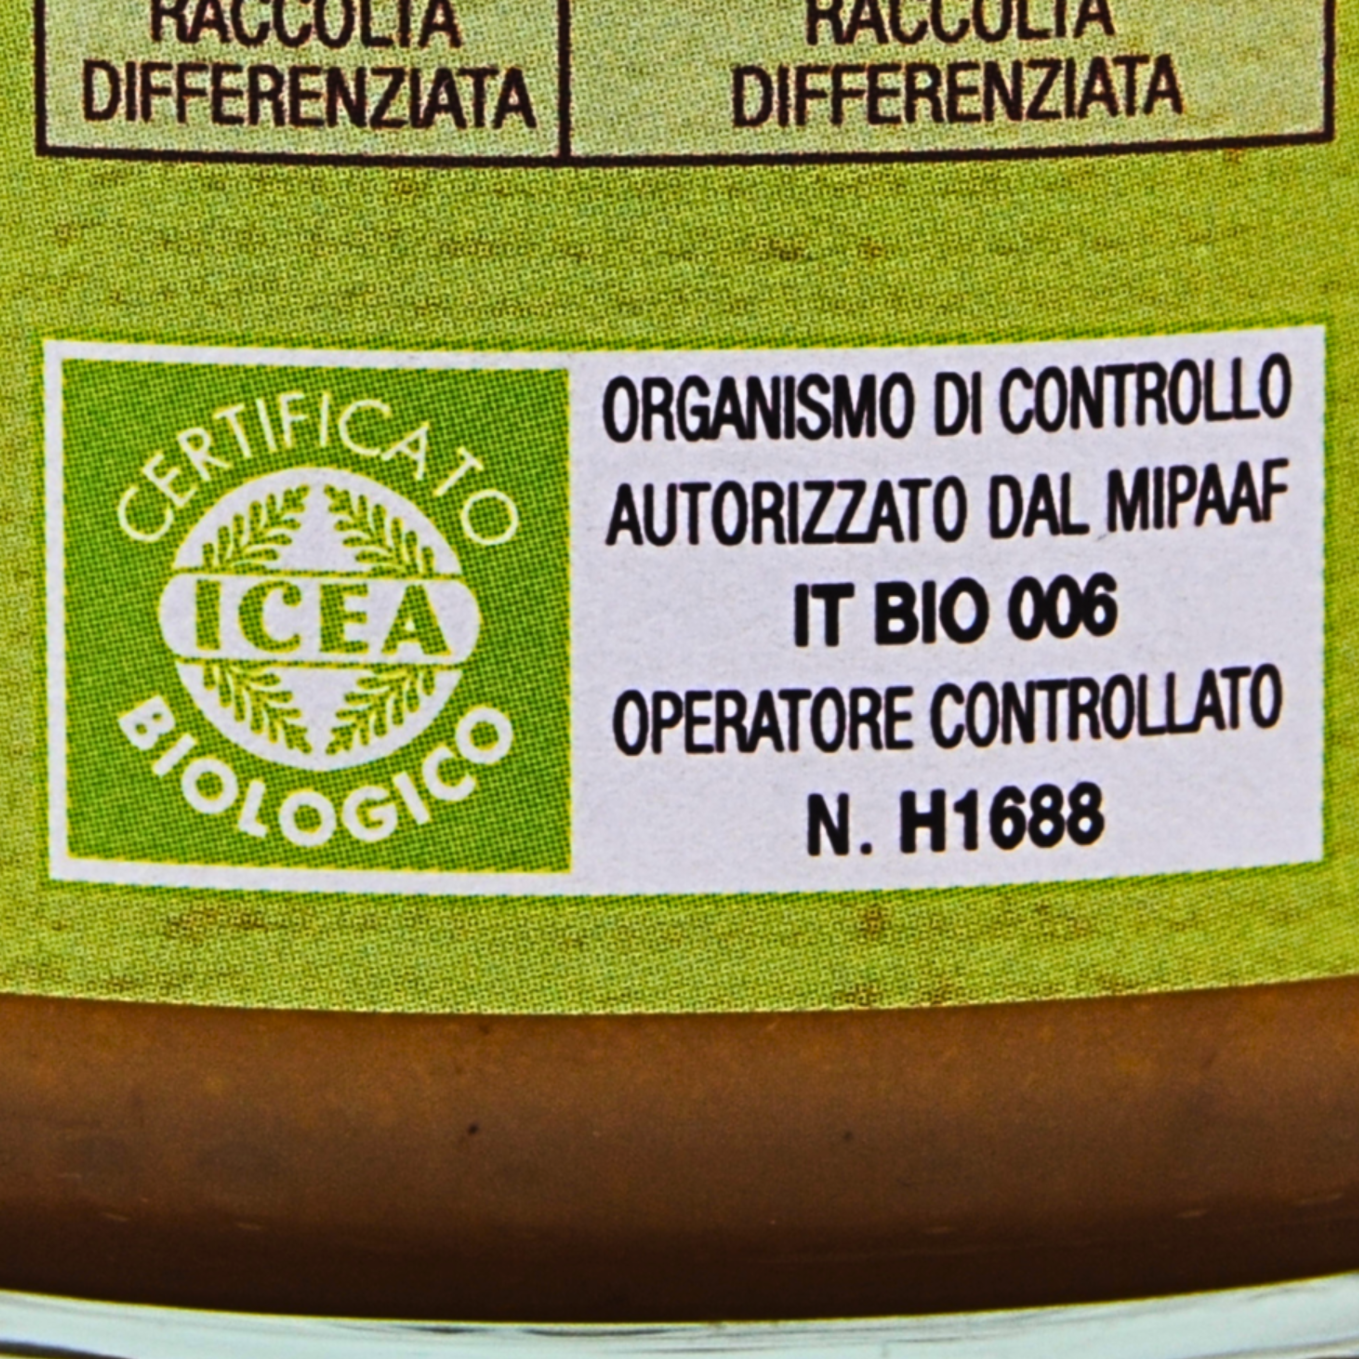 RACCOLTA
DIFFERENZIATA
RACCOLTA
DIFFERENZIATA
CERTIFICATO
ICEA
BIOLOGICO
ORGANISMO DI CONTROLLO
AUTORIZZATO DAL MIPAAF
IT BIO 006
OPERATORE CONTROLLATO
N. H1688